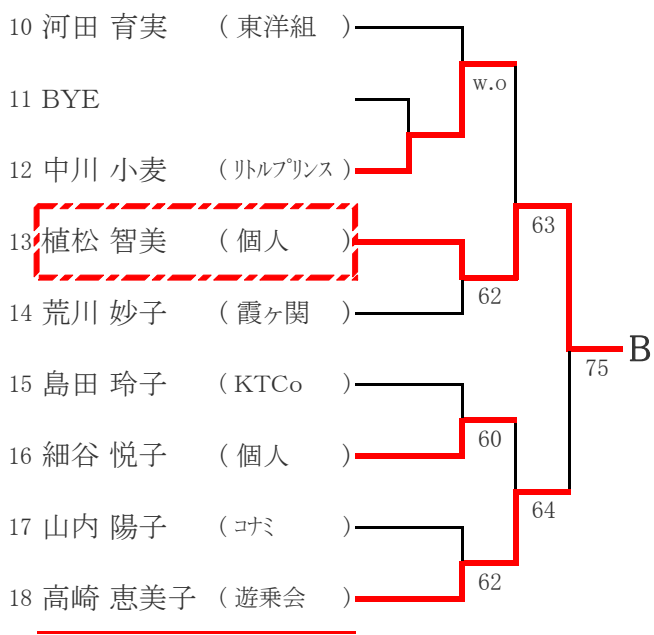 10 河田 育実 ( 東洋組 )
w.o
11 BYE
12 中川 小麦 ( リトルプリンス )
13 植松 智美 ( 個人 )
63
62
14 荒川 妙子 ( 霞ヶ関 )
B
75
15 島田 玲子 ( KTCo )
60
16 細谷 悦子 ( 個人 )
64
17 山内 陽子 ( コナミ )
62
18 高崎 恵美子 ( 遊乗会 )